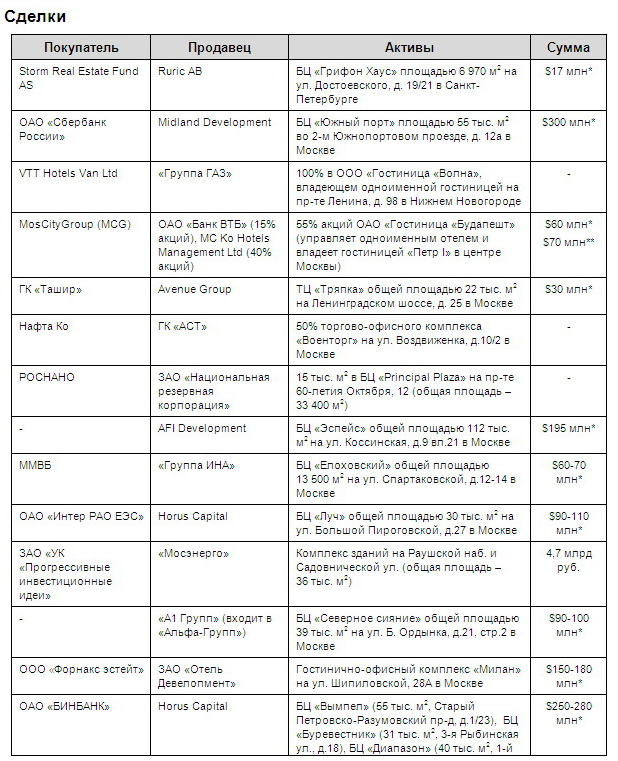 Сделки
Покупатель Продавец Активы Сумма
Storm Real Estate Fund AS Ruric AB БЦ «Грифон Хаус» площадью 6 970 м² на ул. Достоевского, д. 19/21 в Санкт-Петербурге $17 млн*
ОАО «Сбербанк России» Midland Development БЦ «Южный порт» площадью 55 тыс. м² во 2-м Южнопортовом проезде, д. 12а в Москве $300 млн*
VTT Hotels Van Ltd «Группа ГАЗ» 100% в ООО «Гостиница «Волна», владеющем одноименной гостиницей на пр-те Ленина, д. 98 в Нижнем Новогороде -
MosCityGroup (MCG) ОАО «Банк ВТБ» (15% акций), MC Ko Hotels Management Ltd (40% акций) 55% акций ОАО «Гостиница «Будапешт» (управляет одноименным отелем и владеет гостиницей «Петр I» в центре Москвы) $60 млн* $70 млн**
ГК «Ташир» Avenue Group ТЦ «Тряпка» общей площадью 22 тыс. м² на Ленинградском шоссе, д. 25 в Москве $30 млн*
Нафта Ко ГК «АСТ» 50% торгово-офисного комплекса «Военторг» на ул. Воздвиженка, д.10/2 в Москве -
РОСНАНО ЗАО «Национальная резервная корпорация» 15 тыс. м² в БЦ «Principal Plaza» на пр-те 60-летия Октября, 12 (общая площадь – 33 400 м²) -
- AFI Development БЦ «Эспейс» общей площадью 112 тыс. м² на ул. Коссинская, д.9 вл.21 в Москве $195 млн*
ММВБ «Группа ИНА» БЦ «Елоховский» общей площадью 13 500 м² на ул. Спартаковской, д.12-14 в Москве $60-70 млн*
ОАО «Интер РАО ЕЭС» Horus Capital БЦ «Луч» общей площадью 30 тыс. м² на ул. Большой Пироговской, д.27 в Москве $90-110 млн*
ЗАО «УК «Прогрессивные инвестиционные идеи» «Мосэнерго» Комплекс зданий на Раушской наб. и Садовнической ул. (общая площадь – 36 тыс. м²) 4,7 млрд руб.
- «А1 Групп» (входит в «Альфа-Групп») БЦ «Северное сияние» общей площадью 39 тыс. м² на ул. Б. Ордынка, д.21, стр.2 в Москве $90-100 млн*
ООО «Форнакс эстейт» ЗАО «Отель Девелопмент» Гостинично-офисный комплекс «Милан» на ул. Шипиловской, 28А в Москве $150-180 млн*
ОАО «БИНБАНК» Horus Capital БЦ «Вымпел» (55 тыс. м², Старый Петровско-Разумовский пр-д, д.1/23), БЦ «Буревестник» (31 тыс. м², 3-я Рыбинская ул., д.18), БЦ «Диапазон» (40 тыс. м², 1-й $250-280 млн*